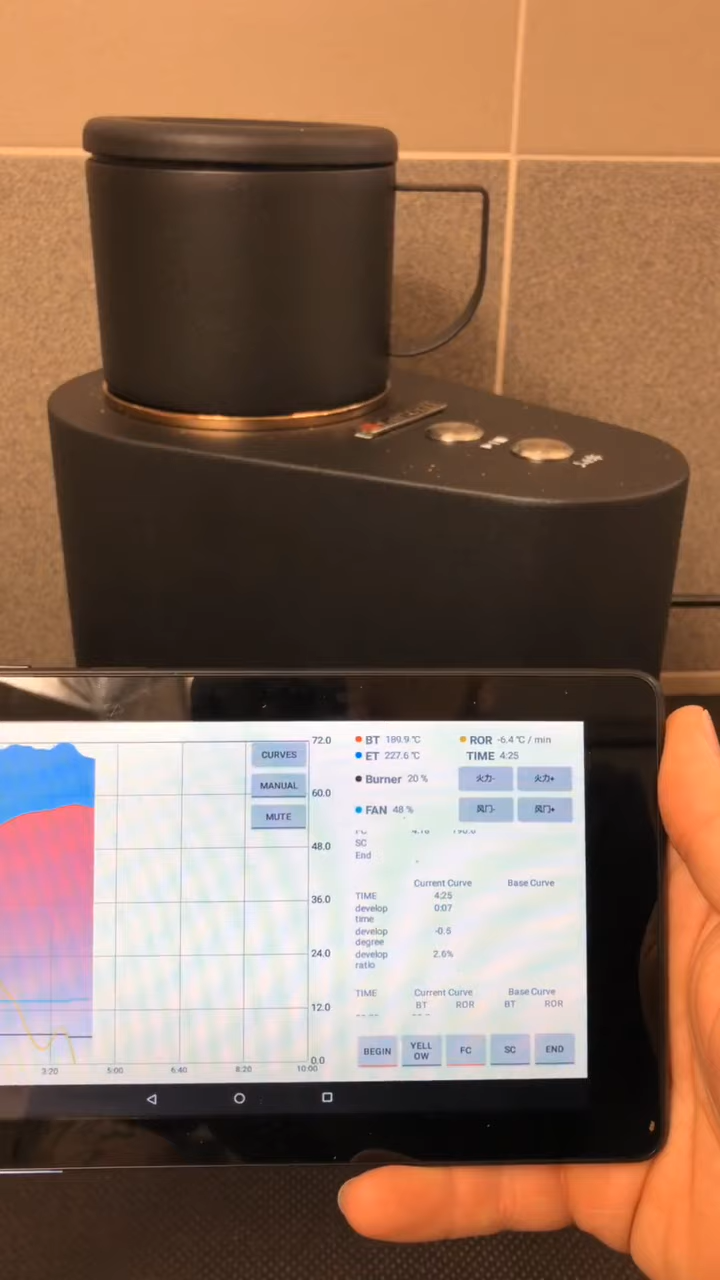 CURVES
MANUAL
MUTE
72.0
60.0
48.0
36.0
24.0
12.0
0.0
3:20 5:00 6:40 8:20 10:00
BT 189.9 ℃ ROR -6.4 ℃ / min
ET 227.6 ℃ TIME 4:25
Burner 20 % 火力- 火力+
FAN 48 % 风门- 风门+
SC
End
Current Curve Base Curve
TIME 4:25
develop time 0:07
develop degree -0.5
develop ratio 2.6%
TIME Current Curve Base Curve
BT ROR BT ROR
BEGIN YELL OW FC SC END